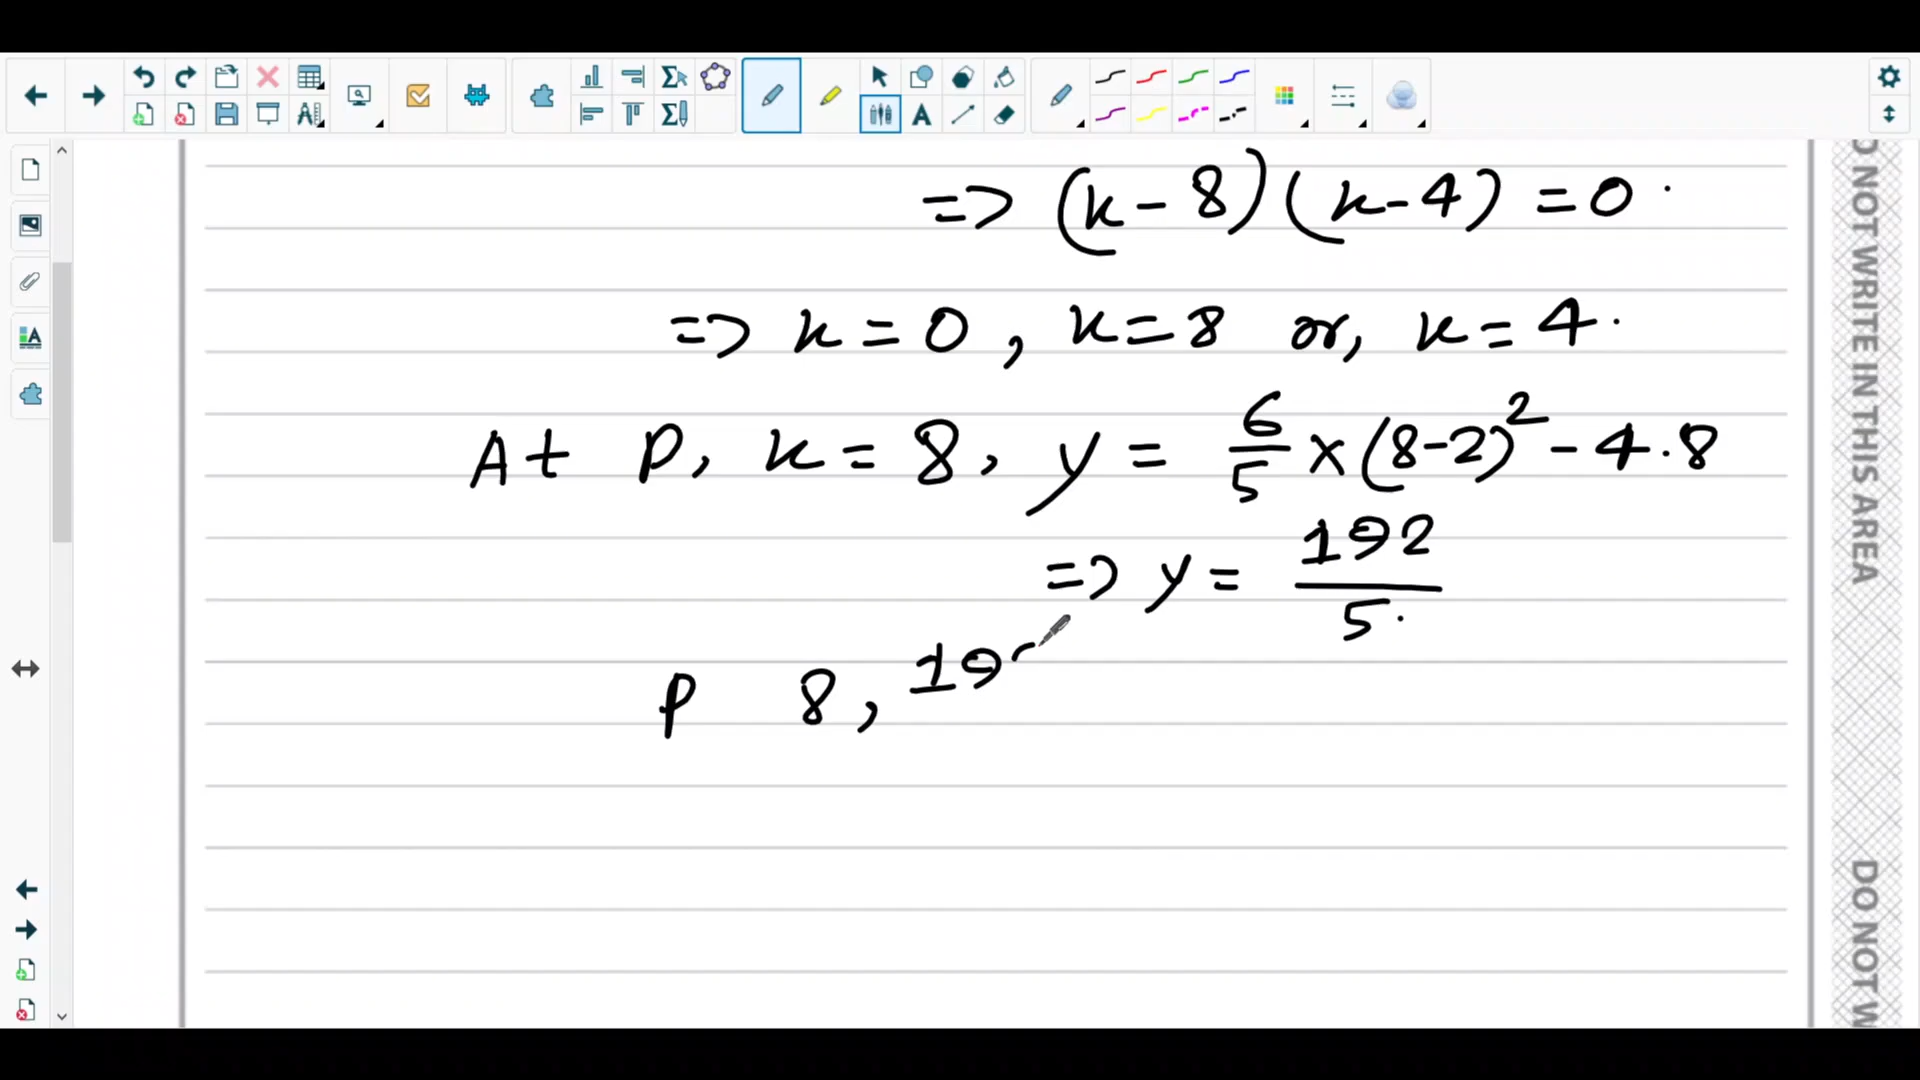 => (x - 8)(x - 4) = 0.
=> x = 0, x = 8 or, x = 4.
At P, x = 8, y = 6/5 × (8-2)² - 4.8
=> y = 192/5.
P 8, 19
DO NOT WRITE IN THIS AREA
DO NOT W